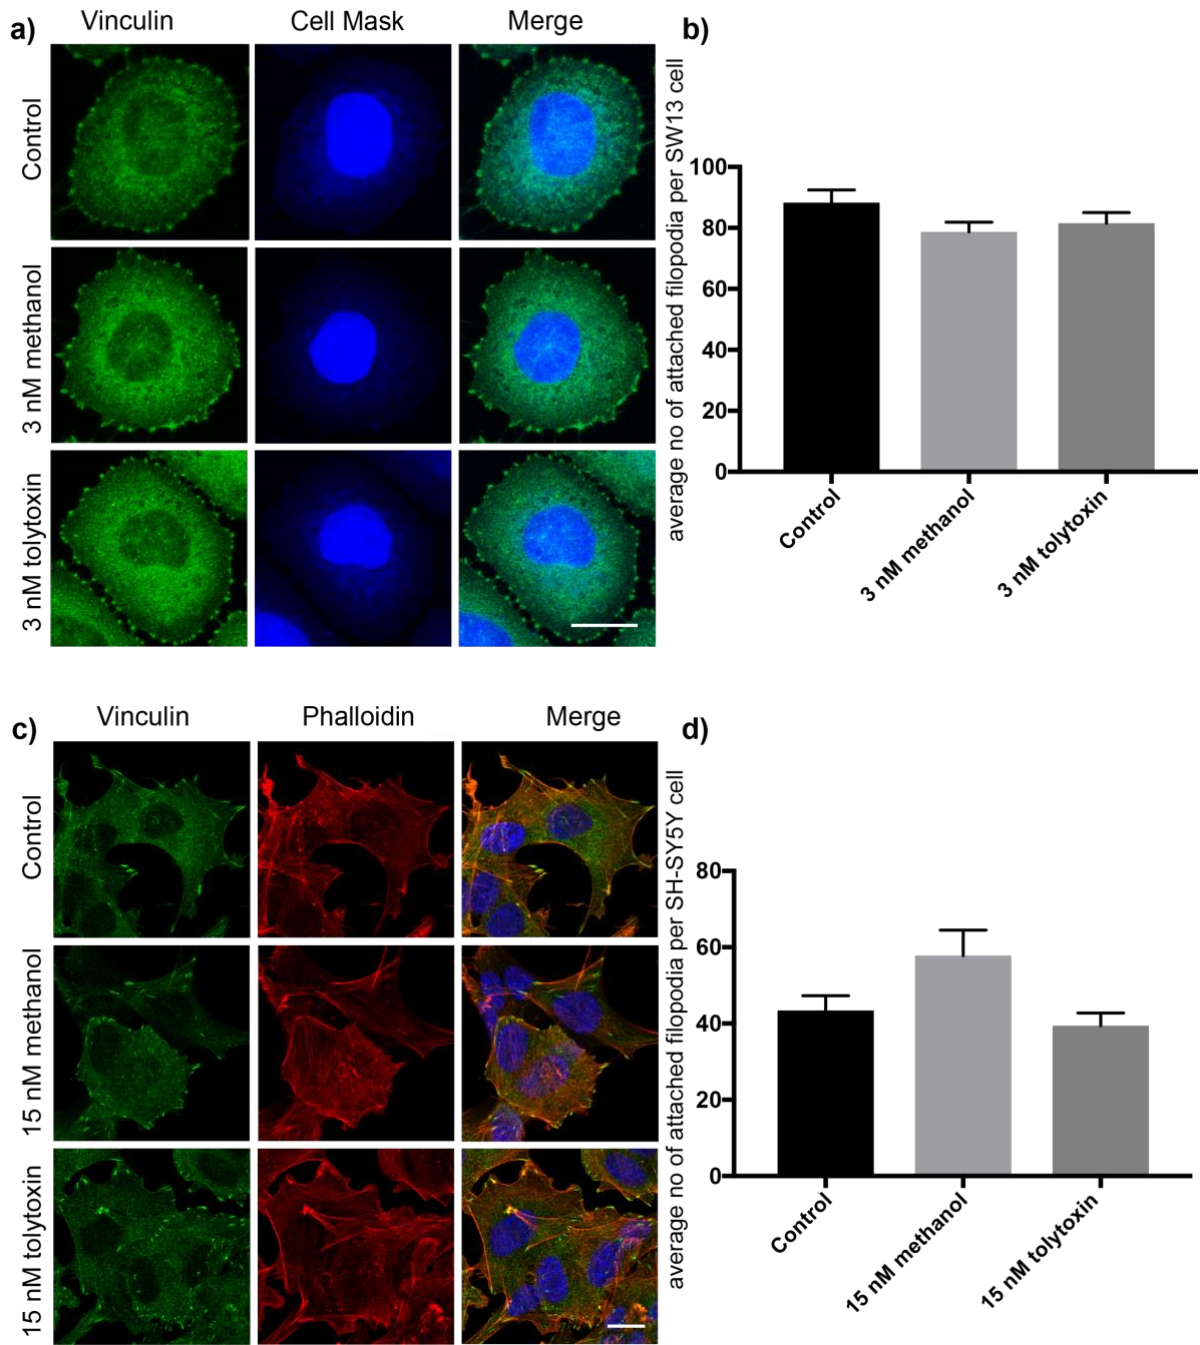 a)
Vinculin
Cell Mask
Merge
Control
3 nM methanol
3 nM tolytoxin
b)
average no of attached filopodia per SW13 cell
100
80
60
40
20
0
Control
3 nM methanol
3 nM tolytoxin
c)
Vinculin
Phalloidin
Merge
Control
15 nM methanol
15 nM tolytoxin
d)
average no of attached filopodia per SH-SY5Y cell
80
60
40
20
0
Control
15 nM methanol
15 nM tolytoxin